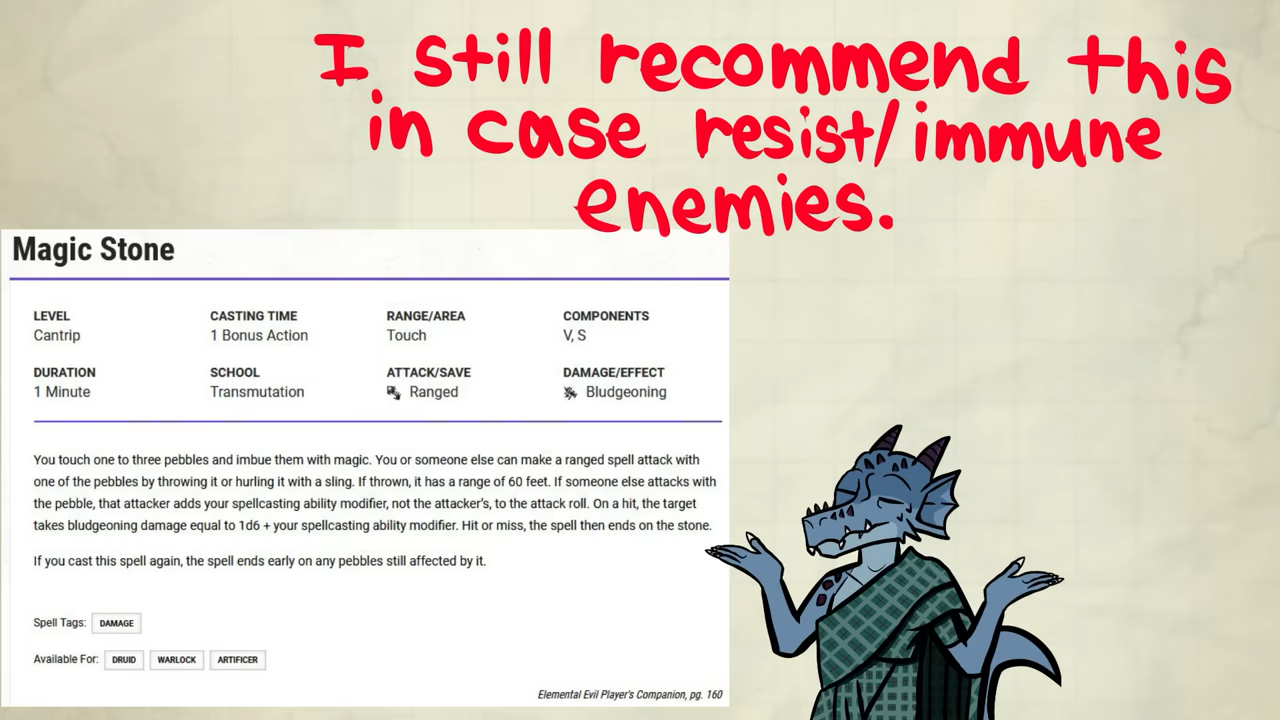 I still recommend this
in case resist/immune
enemies.
Magic Stone
LEVEL CASTING TIME RANGE/AREA COMPONENTS
Cantrip 1 Bonus Action Touch V, S
DURATION SCHOOL ATTACK/SAVE DAMAGE/EFFECT
1 Minute Transmutation Ranged Bludgeoning
You touch one to three pebbles and imbue them with magic. You or someone else can make a ranged spell attack with
one of the pebbles by throwing it or hurling it with a sling. If thrown, it has a range of 60 feet. If someone else attacks with
the pebble, that attacker adds your spellcasting ability modifier, not the attacker's, to the attack roll. On a hit, the target
takes bludgeoning damage equal to 1d6 + your spellcasting ability modifier. Hit or miss, the spell then ends on the stone.
If you cast this spell again, the spell ends early on any pebbles still affected by it.
Spell Tags: DAMAGE
Available For: DRUID WARLOCK ARTIFICER
Elemental Evil Player's Companion, pg. 160